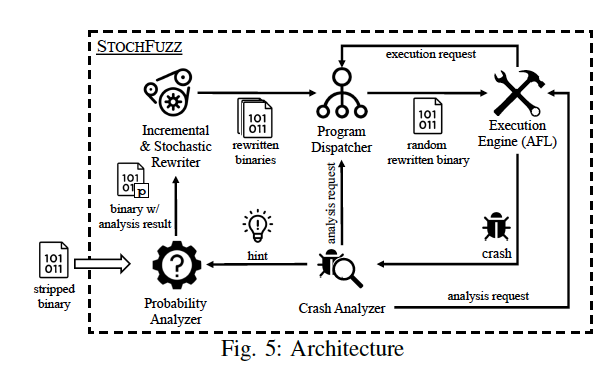 STOCHFUZZ
execution request
101
011
101
011
Incremental
& Stochastic
Rewriter
rewritten
binaries
Program
Dispatcher
random
rewritten binary
Execution
Engine (AFL)
101
01
p
binary w/
analysis result
analysis request
hint
crash
101
011
stripped
binary
?
Probability
Analyzer
Crash Analyzer
analysis request
Fig. 5: Architecture